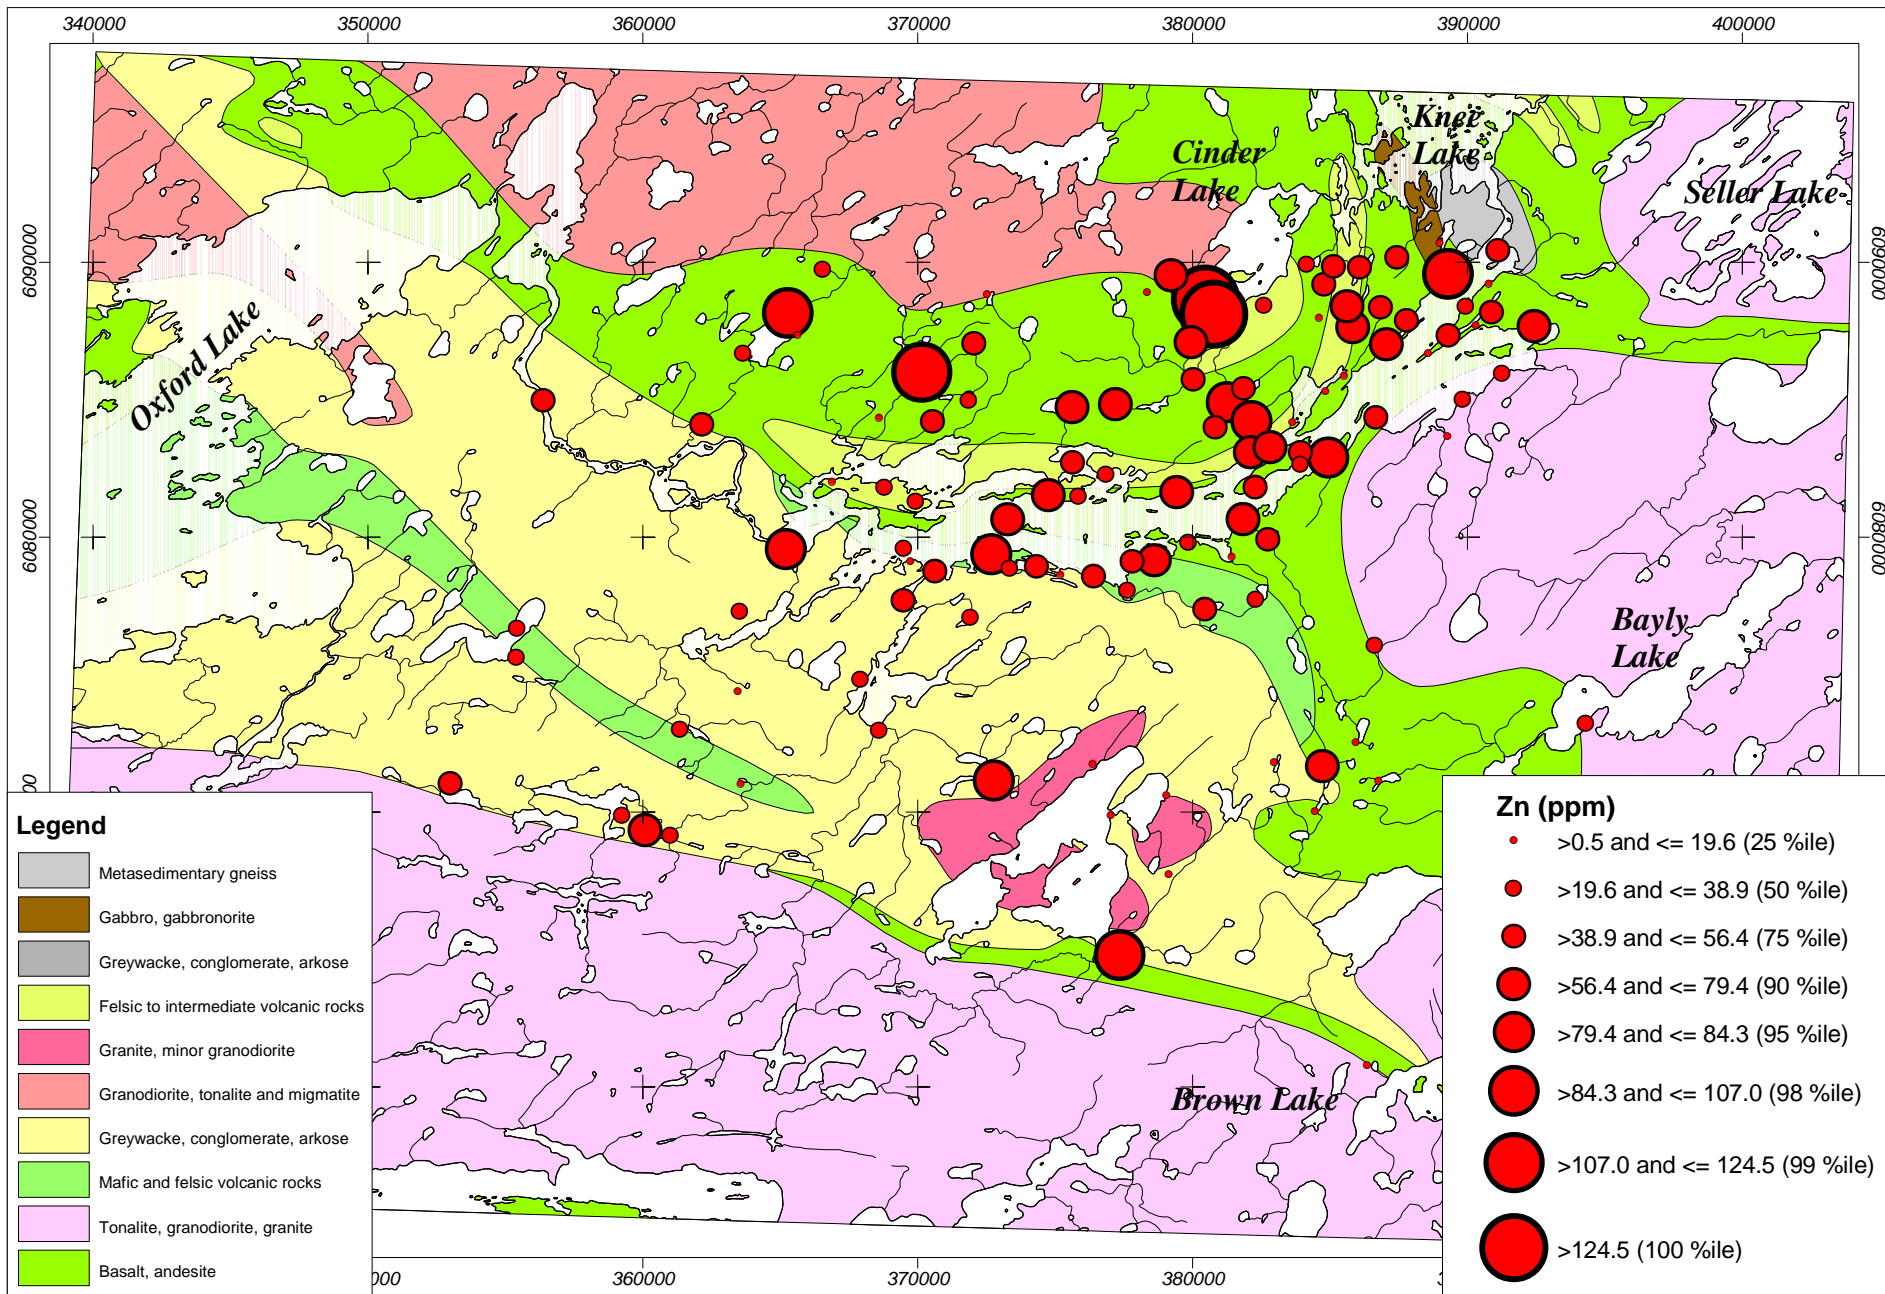 340000 350000 360000 370000 380000 390000 400000
Knee
Lake
Cinder
Lake
Seller Lake
6090000
6090000
Oxford Lake
6080000
6080000
Bayly
Lake
Brown Lake
00
Legend
Metasedimentary gneiss
Gabbro, gabbronorite
Greywacke, conglomerate, arkose
Felsic to intermediate volcanic rocks
Granite, minor granodiorite
Granodiorite, tonalite and migmatite
Greywacke, conglomerate, arkose
Mafic and felsic volcanic rocks
Tonalite, granodiorite, granite
Basalt, andesite
Zn (ppm)
>0.5 and <= 19.6 (25 %ile)
>19.6 and <= 38.9 (50 %ile)
>38.9 and <= 56.4 (75 %ile)
>56.4 and <= 79.4 (90 %ile)
>79.4 and <= 84.3 (95 %ile)
>84.3 and <= 107.0 (98 %ile)
>107.0 and <= 124.5 (99 %ile)
>124.5 (100 %ile)
000 360000 370000 380000